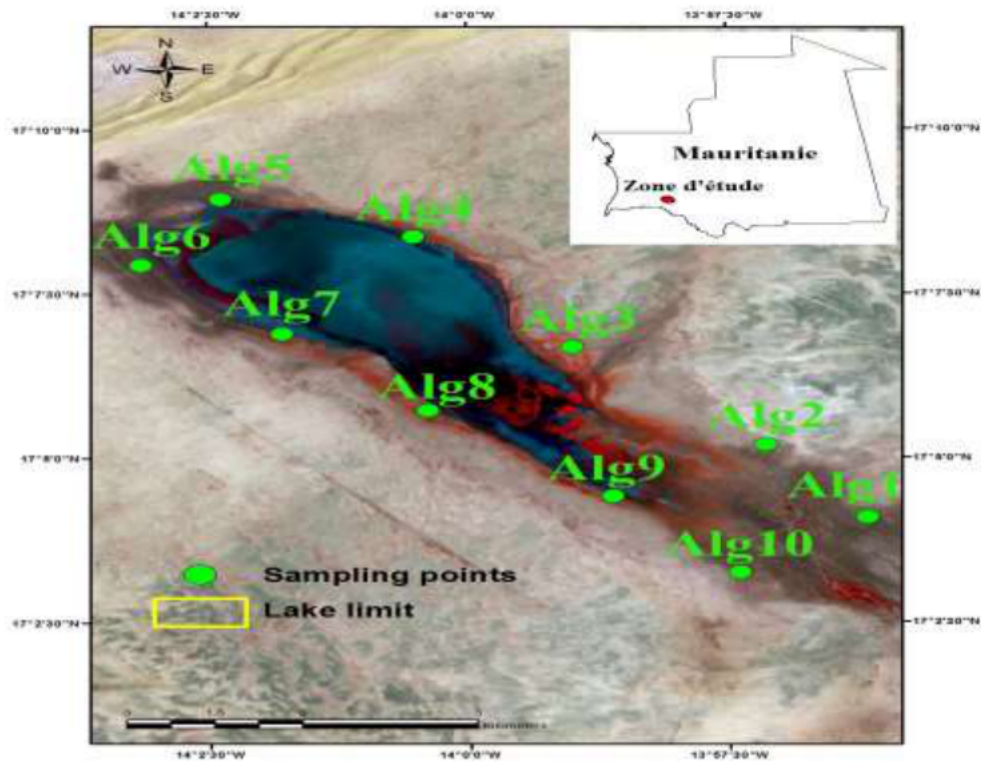 14°2'30"W 14°0'0"W 13°57'30"W
N
W E
S
17°10'0"N 17°10'0"N
Mauritanie
Zone d'étude
Alg5
Alg4
Alg6
17°7'30"N 17°7'30"N
Alg7
Alg3
Alg8
Alg2
17°5'0"N 17°5'0"N
Alg9
Alg1
Alg10
Sampling points
Lake limit
17°2'30"N 17°2'30"N
14°2'30"W 14°0'0"W 13°57'30"W